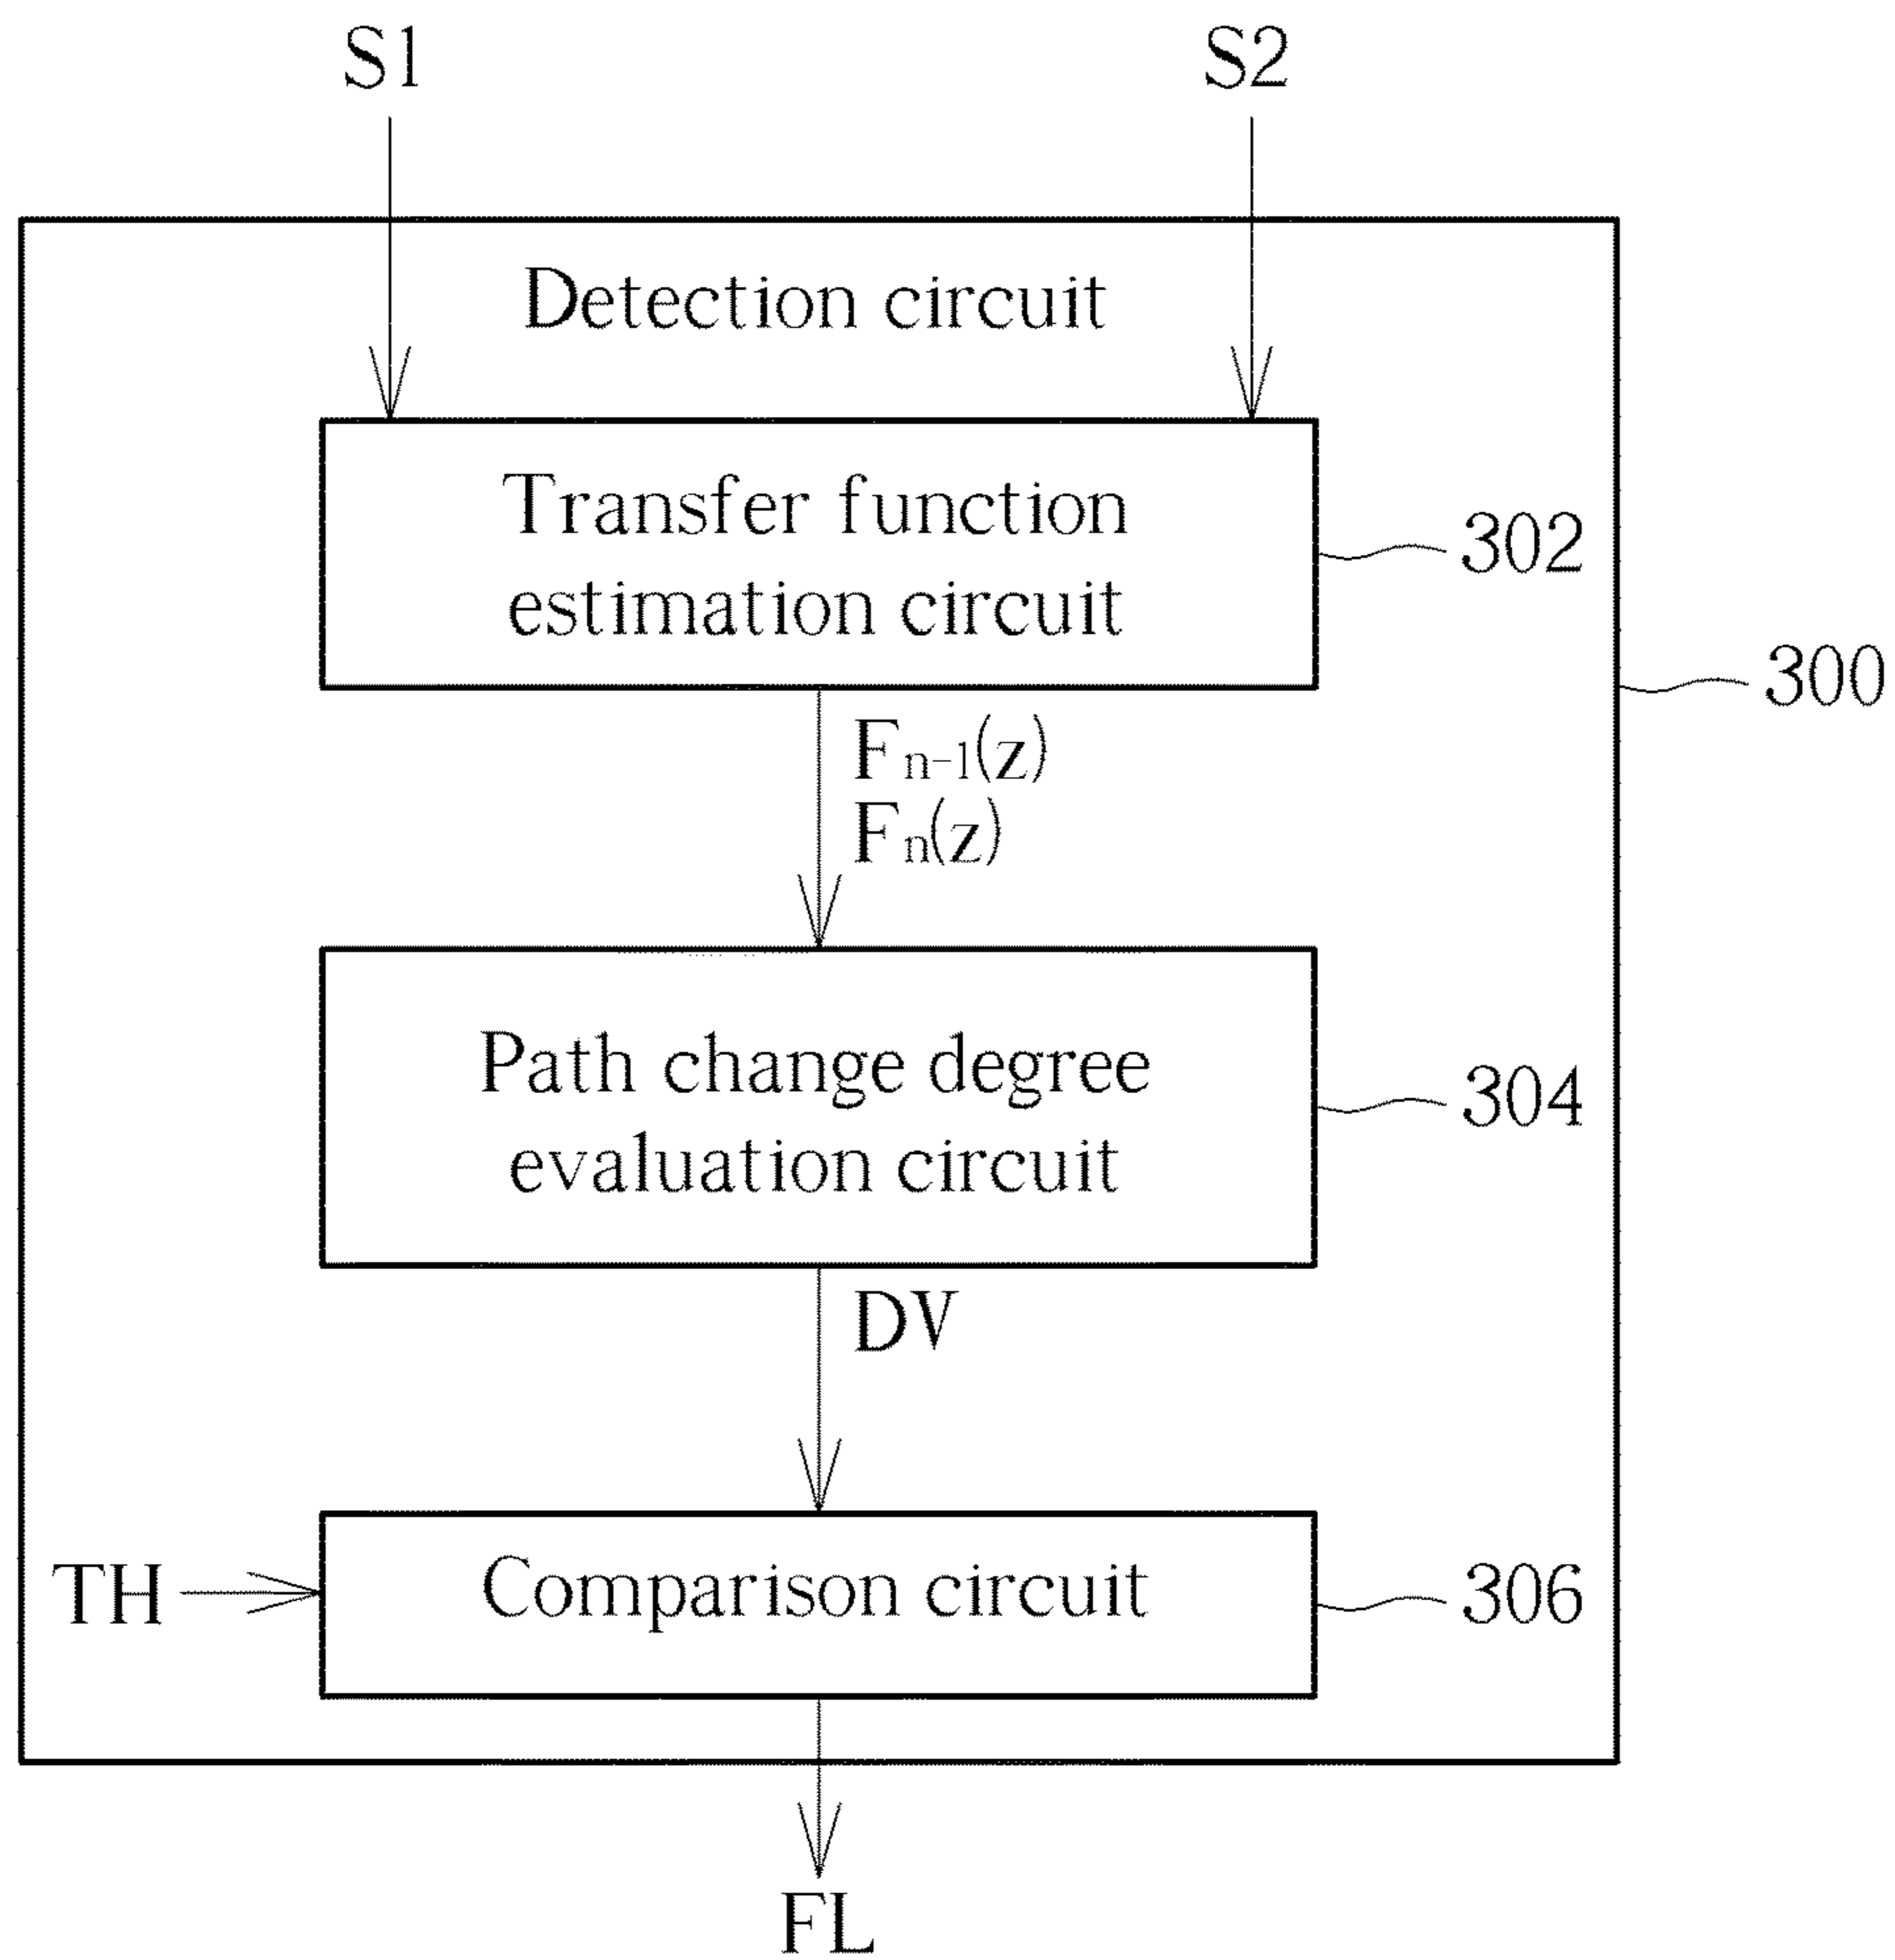 S1 S2
Detection circuit
Transfer function
estimation circuit
302
300
Fn-1(z)
Fn(z)
Path change degree
evaluation circuit
304
DV
TH
Comparison circuit
306
FL